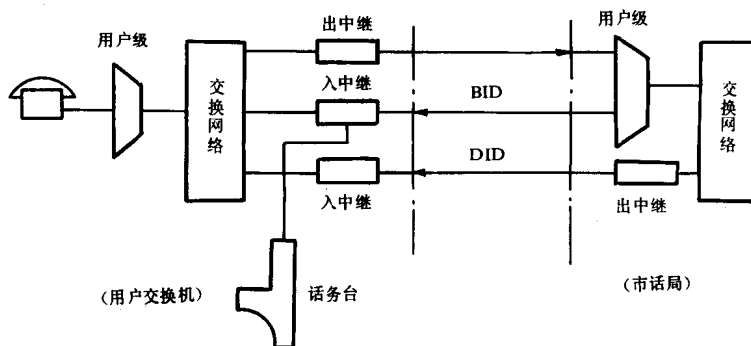 出中继
用户级
用户级
入中继
交换网络
BID
交换网络
DID
入中继
出中继
(用户交换机)
话务台
(市话局)